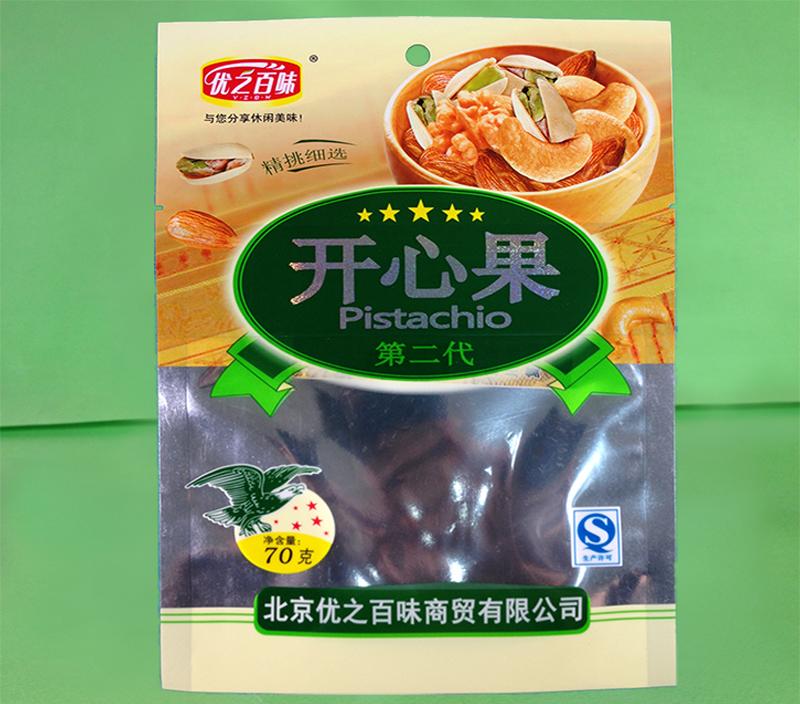 优之百味
Y·Z·B·W
®
与您分享休闲美味!
精挑细选
开心果
Pistachio
第二代
净含量:
70克
生产许可
北京优之百味商贸有限公司